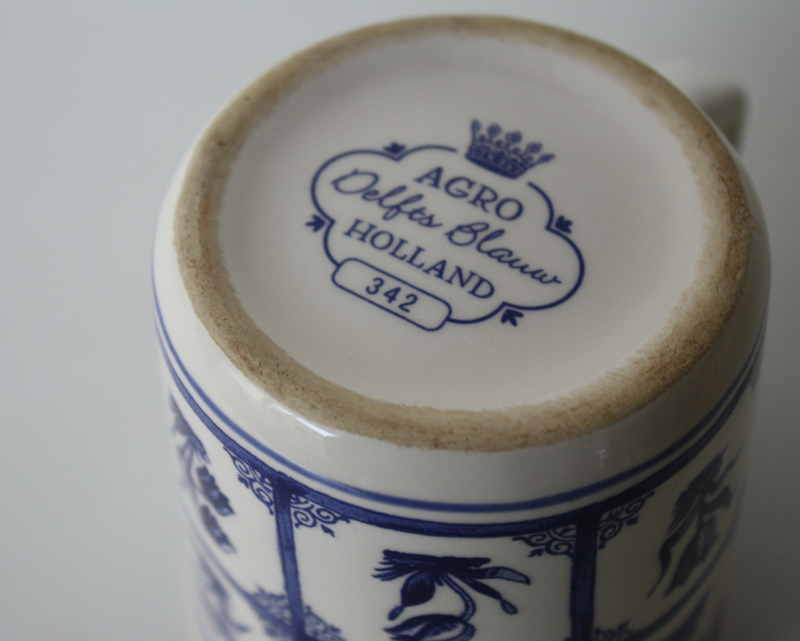 AGRO
Delfts Blauw
HOLLAND
342